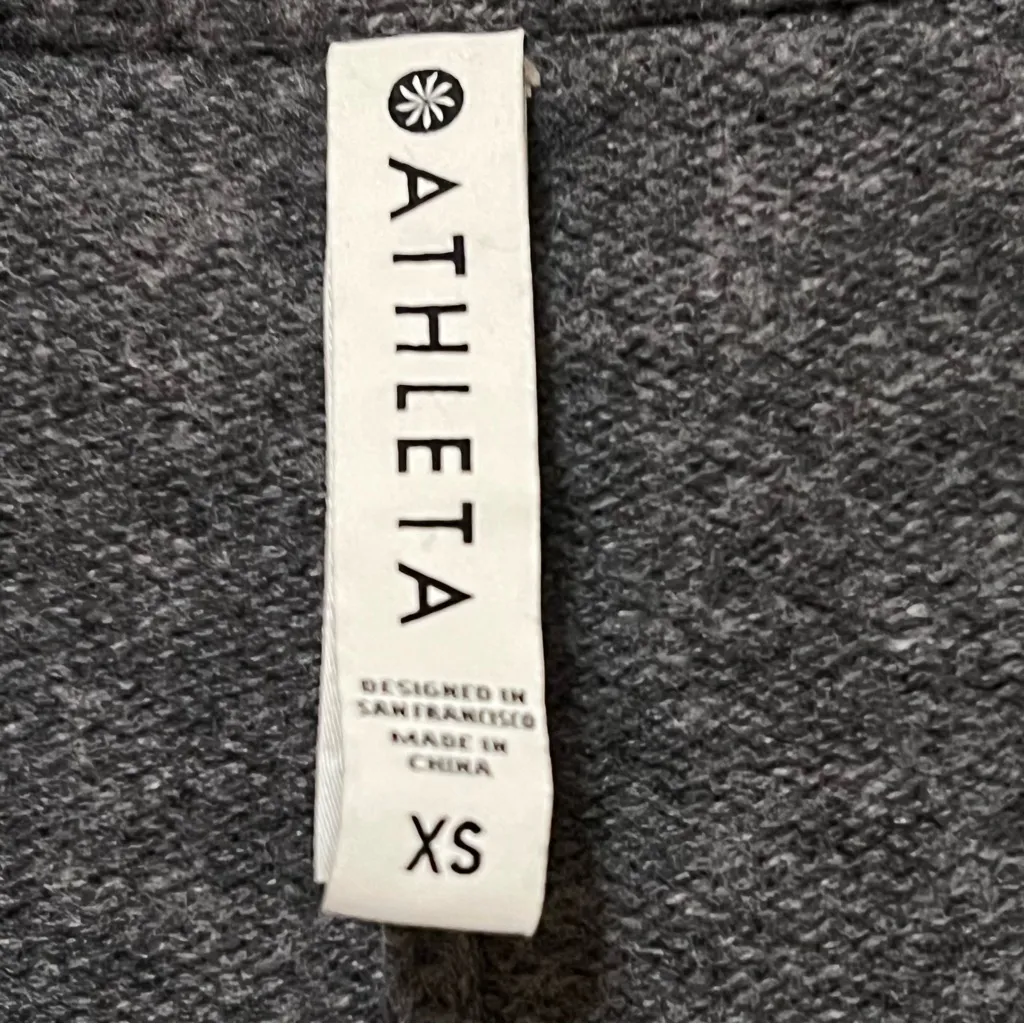 ATHLETA
DESIGNED IN
SAN FRANCISCO
MADE IN
CHINA
XS